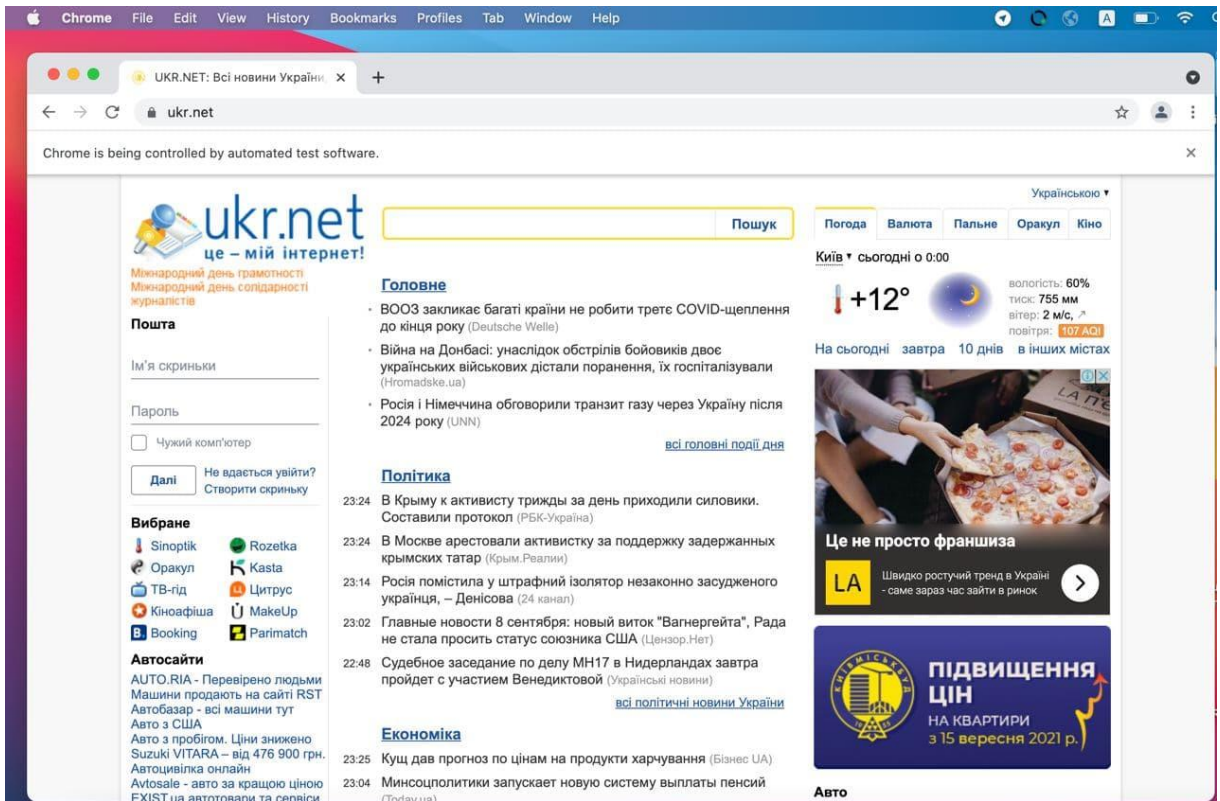 Chrome File Edit View History Bookmarks Profiles Tab Window Help
A
UKR.NET: Всі новини України,
ukr.net
Chrome is being controlled by automated test software.
ukr.net
це – мій інтернет!
Міжнародний день грамотності
Міжнародний день солідарності
журналістів
Пошта
Ім'я скриньки
Пароль
Чужий комп'ютер
Далі
Не вдається увійти?
Створити скриньку
Вибране
Sinoptik Rozetka
Оракул Kasta
ТВ-гід Цитрус
Кіноафіша MakeUp
Booking Parimatch
Автосайти
AUTO.RIA - Перевірено людьми
Машини продають на сайті RST
Автобазар - всі машини тут
Авто з США
Авто з пробігом. Ціни знижено
Suzuki VITARA – від 476 900 грн.
Автоцивілка онлайн
Avtosale - авто за кращою ціною
EXIST.ua автотовари та сервіси
Пошук
Головне
ВООЗ закликає багаті країни не робити третє COVID-щеплення
до кінця року (Deutsche Welle)
Війна на Донбасі: унаслідок обстрілів бойовиків двоє
українських військових дістали поранення, їх госпіталізували
(Hromadske.ua)
Росія і Німеччина обговорили транзит газу через Україну після
2024 року (UNN)
всі головні події дня
Політика
23:24 В Крыму к активисту трижды за день приходили силовики.
Составили протокол (РБК-Україна)
23:24 В Москве арестовали активистку за поддержку задержанных
крымских татар (Крым.Реалии)
23:14 Росія помістила у штрафний ізолятор незаконно засудженого
українця, – Денісова (24 канал)
23:02 Главные новости 8 сентября: новый виток "Вагнергейта", Рада
не стала просить статус союзника США (Цензор.Нет)
22:48 Судебное заседание по делу МН17 в Нидерландах завтра
пройдет с участием Венедиктовой (Українські новини)
всі політичні новини України
Економіка
23:25 Кущ дав прогноз по цінам на продукти харчування (Бізнес UA)
23:04 Минсоцполитики запускает новую систему выплаты пенсий
(Today.ua)
Українською
Погода Валюта Пальне Оракул Кіно
Київ сьогодні о 0:00
+12°
вологість: 60%
тиск: 755 мм
вітер: 2 м/с,
повітря: 107 AQI
На сьогодні завтра 10 днів в інших містах
Це не просто франшиза
LA
Швидко ростучий тренд в Україні
- саме зараз час зайти в ринок
КИЇВМІСЬКБУД
ПІДВИЩЕННЯ
ЦІН
НА КВАРТИРИ
з 15 вересня 2021 р.
Авто